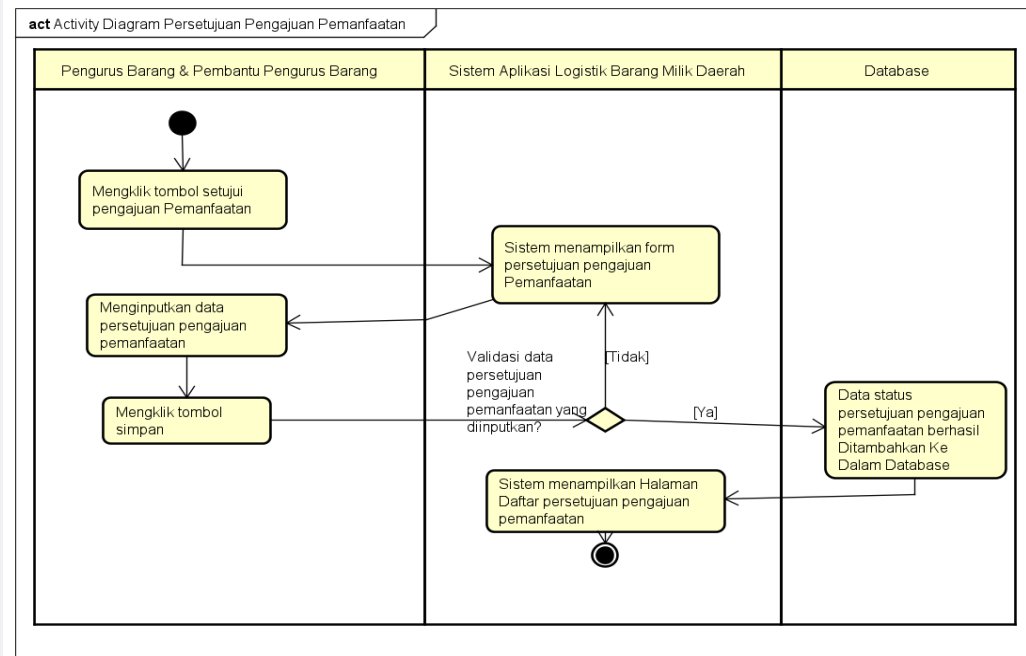 act Activity Diagram Persetujuan Pengajuan Pemanfaatan
Pengurus Barang & Pembantu Pengurus Barang
Sistem Aplikasi Logistik Barang Milik Daerah
Database
Mengklik tombol setujui
pengajuan Pemanfaatan
Sistem menampilkan form
persetujuan pengajuan
Pemanfaatan
Menginputkan data
persetujuan pengajuan
pemanfaatan
Mengklik tombol
simpan
Validasi data
persetujuan
pengajuan
pemanfaatan yang
diinputkan?
[Tidak]
[Ya]
Data status
persetujuan pengajuan
pemanfaatan berhasil
Ditambahkan Ke
Dalam Database
Sistem menampilkan Halaman
Daftar persetujuan pengajuan
pemanfaatan